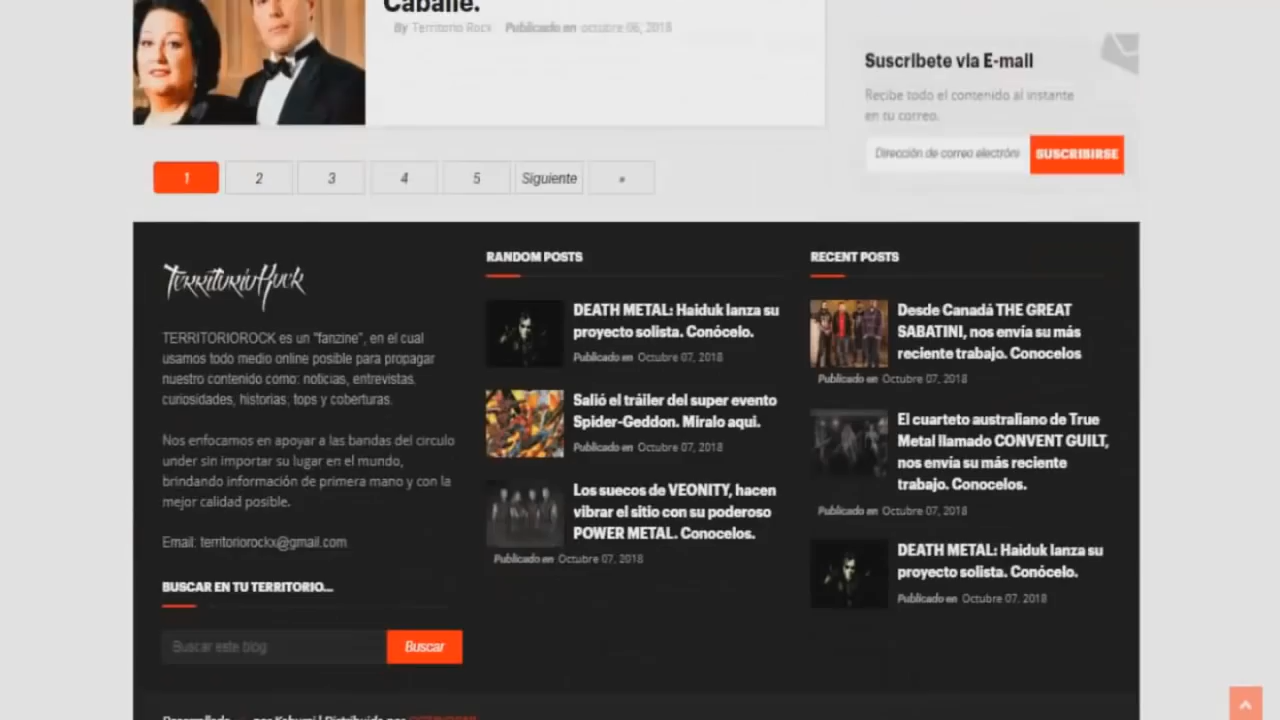 Caballé.
By Territorio Rock Publicado en octubre 06, 2018
Suscribete via E-mail
Recibe todo el contenido al instante
en tu correo.
Dirección de correo electróni
SUSCRIBIRSE
1 2 3 4 5 Siguiente »
TerritorioRock
TERRITORIOROCK es un "fanzine", en el cual
usamos todo medio online posible para propagar
nuestro contenido como: noticias, entrevistas,
curiosidades, historias, tops y coberturas.
Nos enfocamos en apoyar a las bandas del circulo
under sin importar su lugar en el mundo,
brindando información de primera mano y con la
mejor calidad posible.
Email: territoriorockx@gmail.com
BUSCAR EN TU TERRITORIO...
Buscar este blog
Buscar
RANDOM POSTS
DEATH METAL: Haiduk lanza su
proyecto solista. Conócelo.
Publicado en Octubre 07, 2018
Salió el tráiler del super evento
Spider-Geddon. Miralo aqui.
Publicado en Octubre 07, 2018
Los suecos de VEONITY, hacen
vibrar el sitio con su poderoso
POWER METAL. Conocelos.
Publicado en Octubre 07, 2018
RECENT POSTS
Desde Canadá THE GREAT
SABATINI, nos envía su más
reciente trabajo. Conocelos
Publicado en Octubre 07, 2018
El cuarteto australiano de True
Metal llamado CONVENT GUILT,
nos envía su más reciente
trabajo. Conocelos.
Publicado en Octubre 07, 2018
DEATH METAL: Haiduk lanza su
proyecto solista. Conócelo.
Publicado en Octubre 07, 2018